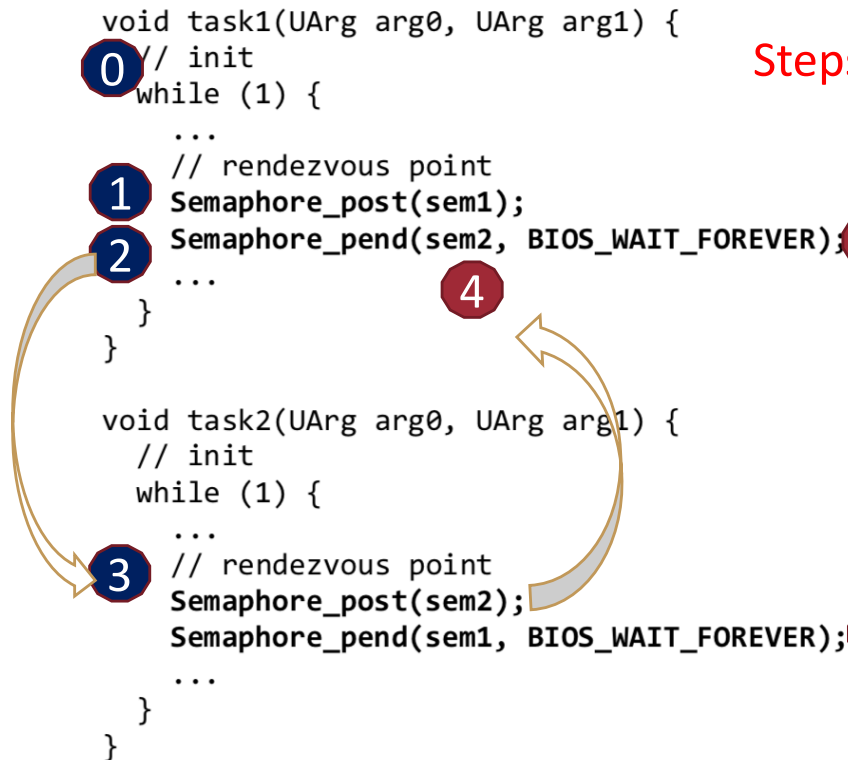 void task1(UArg arg0, UArg arg1) {
0 // init
Steps
while (1) {
...
// rendezvous point
1 Semaphore_post(sem1);
2 Semaphore_pend(sem2, BIOS_WAIT_FOREVER);
...
4
}
}
void task2(UArg arg0, UArg arg1) {
// init
while (1) {
...
3 // rendezvous point
Semaphore_post(sem2);
Semaphore_pend(sem1, BIOS_WAIT_FOREVER);
...
}
}